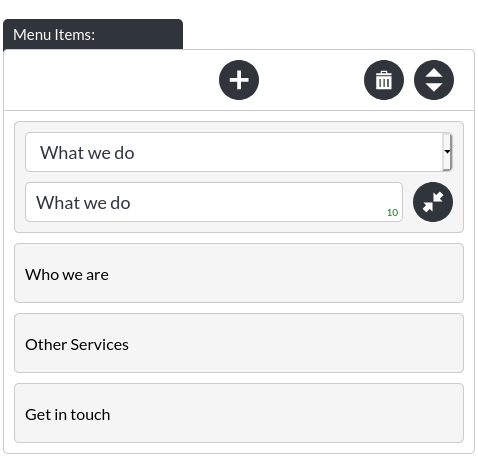 Menu Items:
What we do
What we do
10
Who we are
Other Services
Get in touch